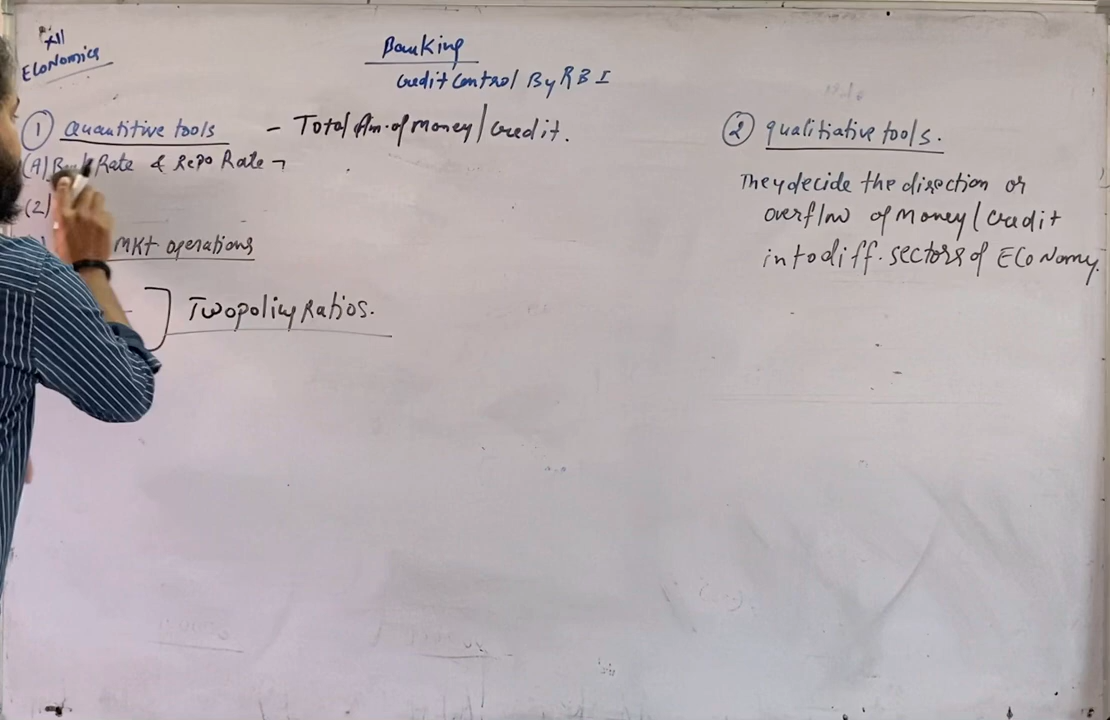 XII
Economics
Banking
Credit Control By RBI
① Quantitive tools - Total Am. of Money/Credit.
(A) Bank Rate & Repo Rate ¬
(2)
MKt operations
Two policy Ratios.
② qualitiative tools.
They decide the direction or
overflow of Money/Credit
into diff. sectors of Economy.